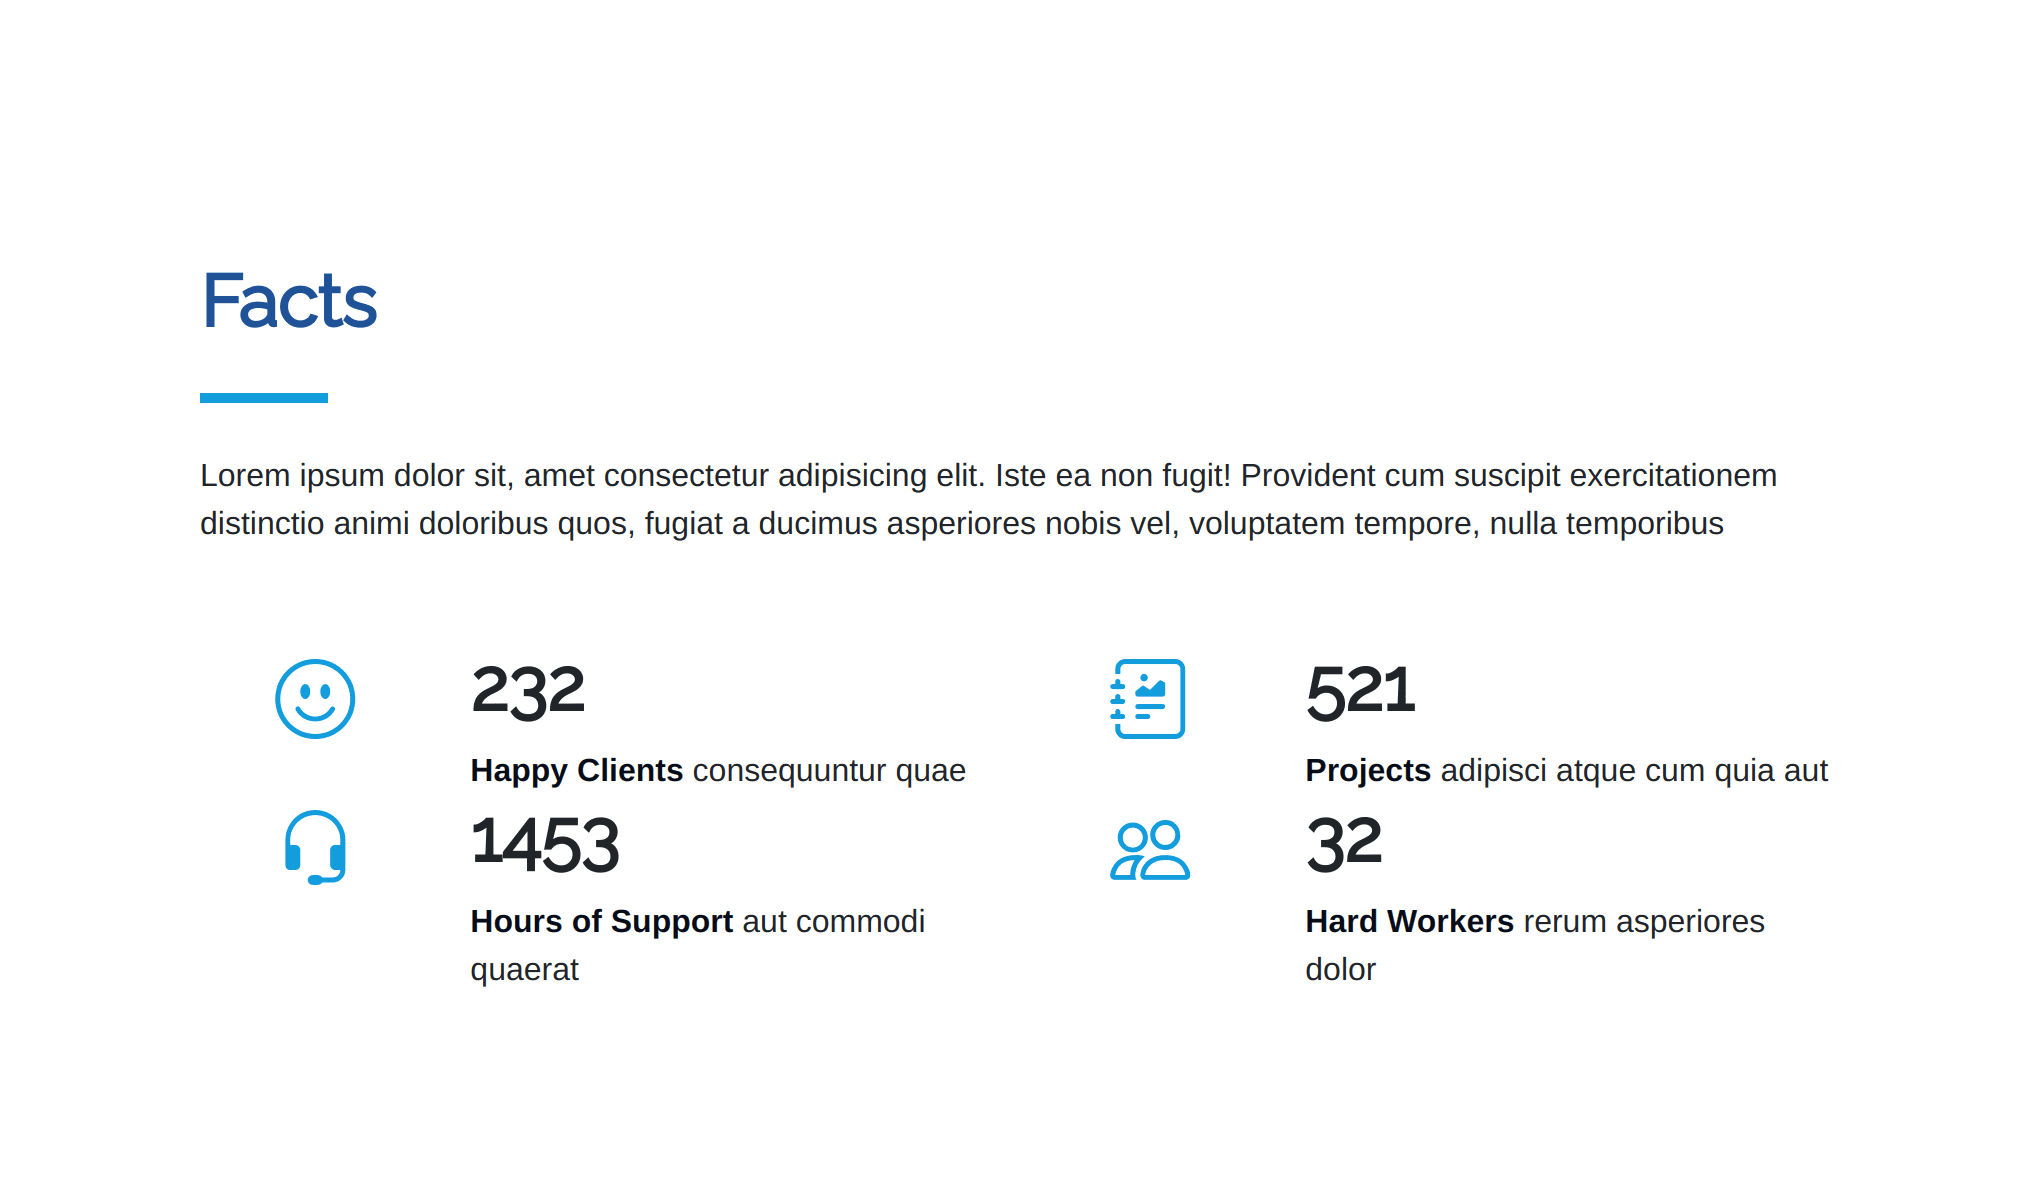 Facts
Lorem ipsum dolor sit, amet consectetur adipisicing elit. Iste ea non fugit! Provident cum suscipit exercitationem
distinctio animi doloribus quos, fugiat a ducimus asperiores nobis vel, voluptatem tempore, nulla temporibus
232
Happy Clients consequuntur quae
521
Projects adipisci atque cum quia aut
1453
Hours of Support aut commodi
quaerat
32
Hard Workers rerum asperiores
dolor